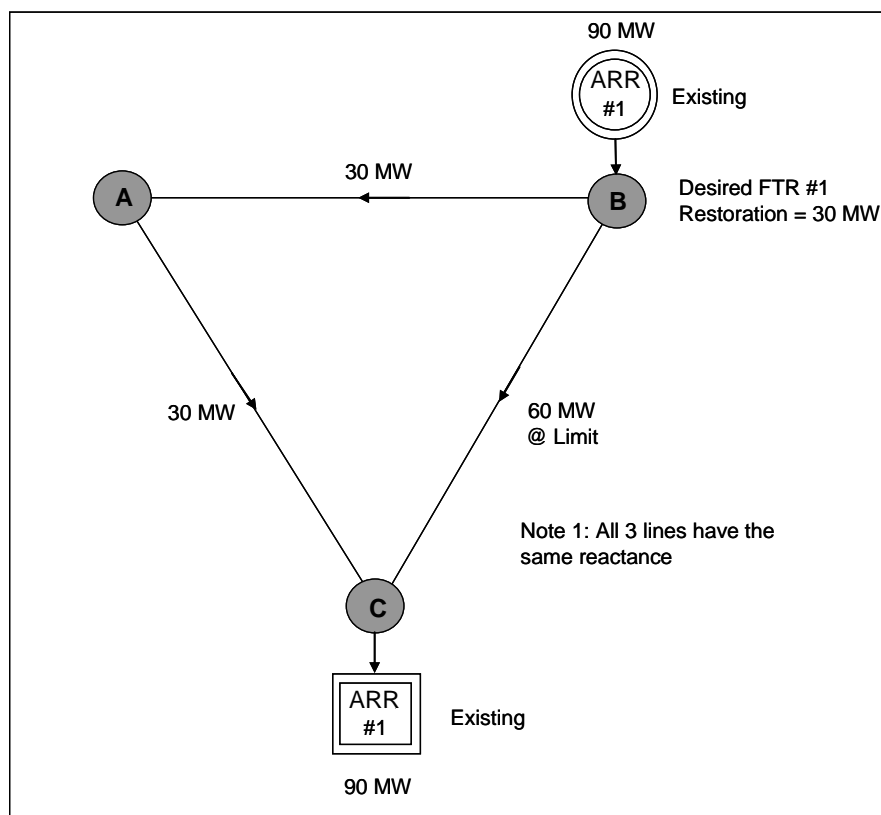 90 MW
ARR
#1
Existing
30 MW
A
B
Desired FTR #1
Restoration = 30 MW
30 MW
60 MW
@ Limit
Note 1: All 3 lines have the
same reactance
C
ARR
#1
Existing
90 MW